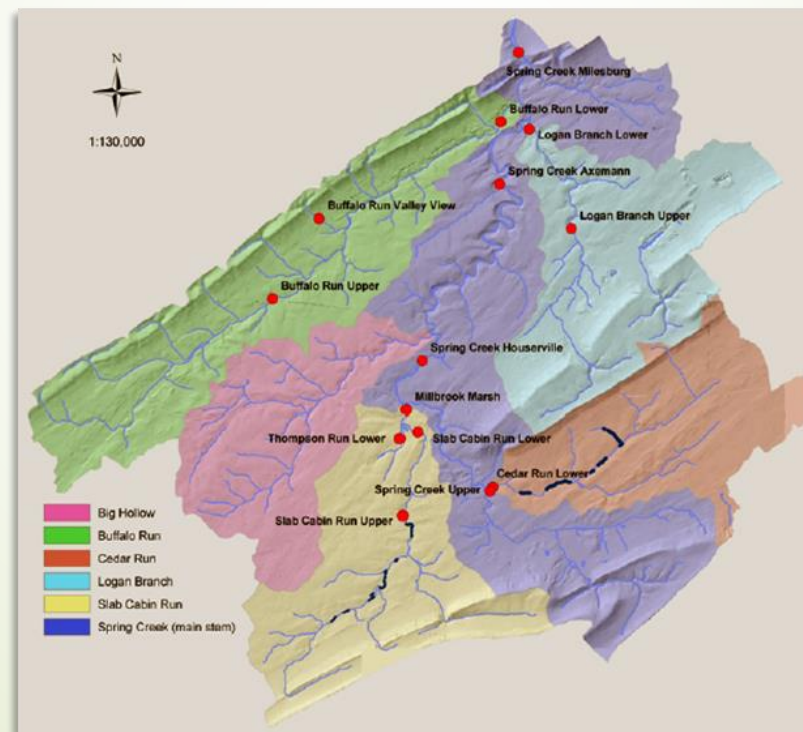 N
1:130,000
Spring Creek Milesburg
Buffalo Run Lower
Logan Branch Lower
Spring Creek Axemann
Buffalo Run Valley View
Logan Branch Upper
Buffalo Run Upper
Spring Creek Houserville
Millbrook Marsh
Thompson Run Lower
Slab Cabin Run Lower
Cedar Run Lower
Spring Creek Upper
Slab Cabin Run Upper
Big Hollow
Buffalo Run
Cedar Run
Logan Branch
Slab Cabin Run
Spring Creek (main stem)